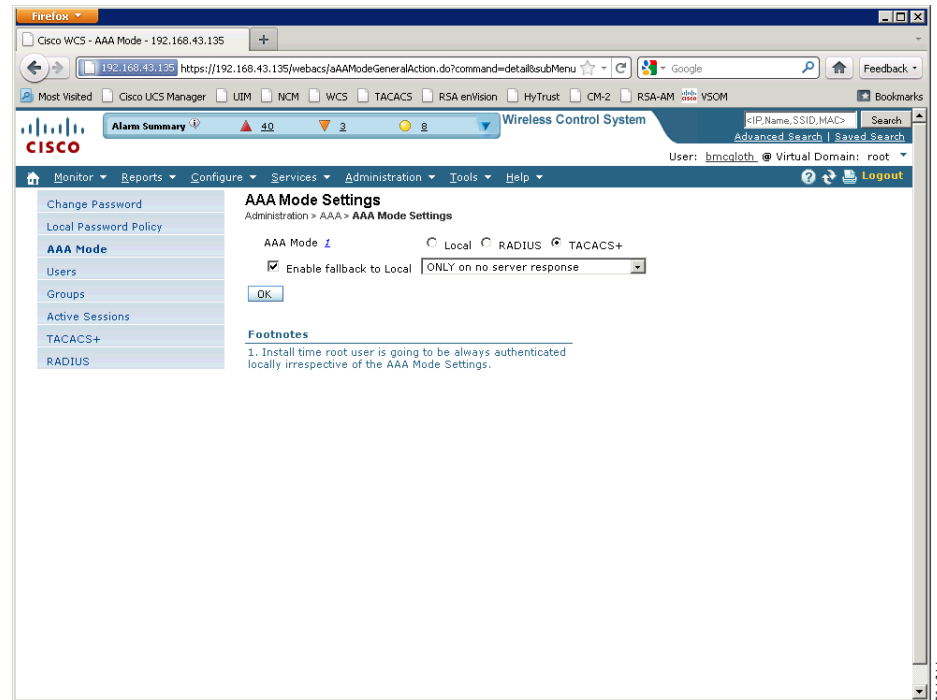 Firefox
Cisco WCS - AAA Mode - 192.168.43.135
192.168.43.135 https://192.168.43.135/webacs/aAAModeGeneralAction.do?command=detail&subMenu
Google
Feedback
Most Visited Cisco UCS Manager UIM NCM WCS TACACS RSA enVision HyTrust CM-2 RSA-AM VSOM Bookmarks
CISCO
Alarm Summary 40 3 8
Wireless Control System
<IP,Name,SSID,MAC> Search
Advanced Search | Saved Search
User: bmcgloth @ Virtual Domain: root
Monitor Reports Configure Services Administration Tools Help Logout
Change Password
Local Password Policy
AAA Mode
Users
Groups
Active Sessions
TACACS+
RADIUS
AAA Mode Settings
Administration > AAA > AAA Mode Settings
AAA Mode 1 Local RADIUS TACACS+
Enable fallback to Local ONLY on no server response
OK
Footnotes
1. Install time root user is going to be always authenticated
locally irrespective of the AAA Mode Settings.